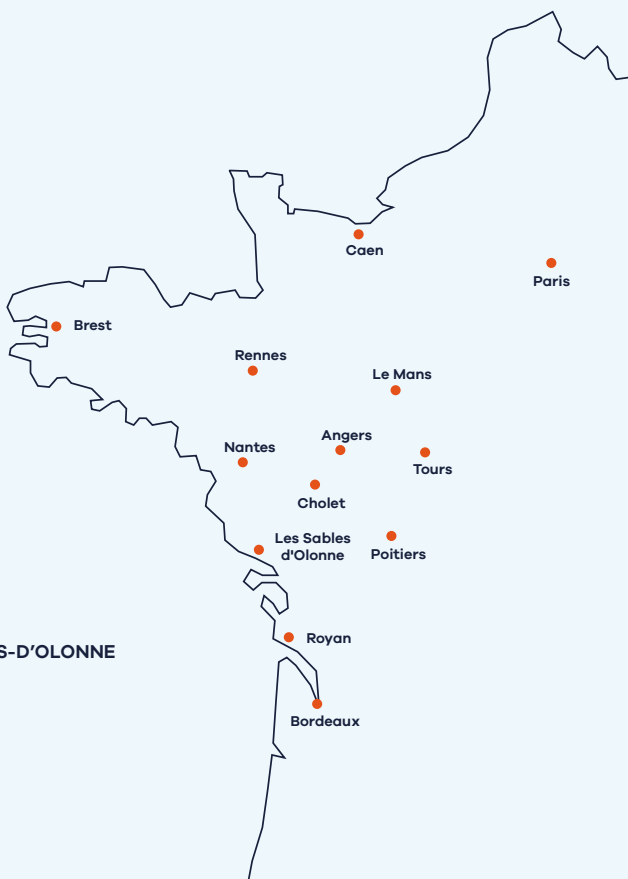 Caen
Paris
Brest
Rennes
Le Mans
Angers
Nantes
Tours
Cholet
Les Sables
d'Olonne
Poitiers
Royan
S-D'OLONNE
Bordeaux